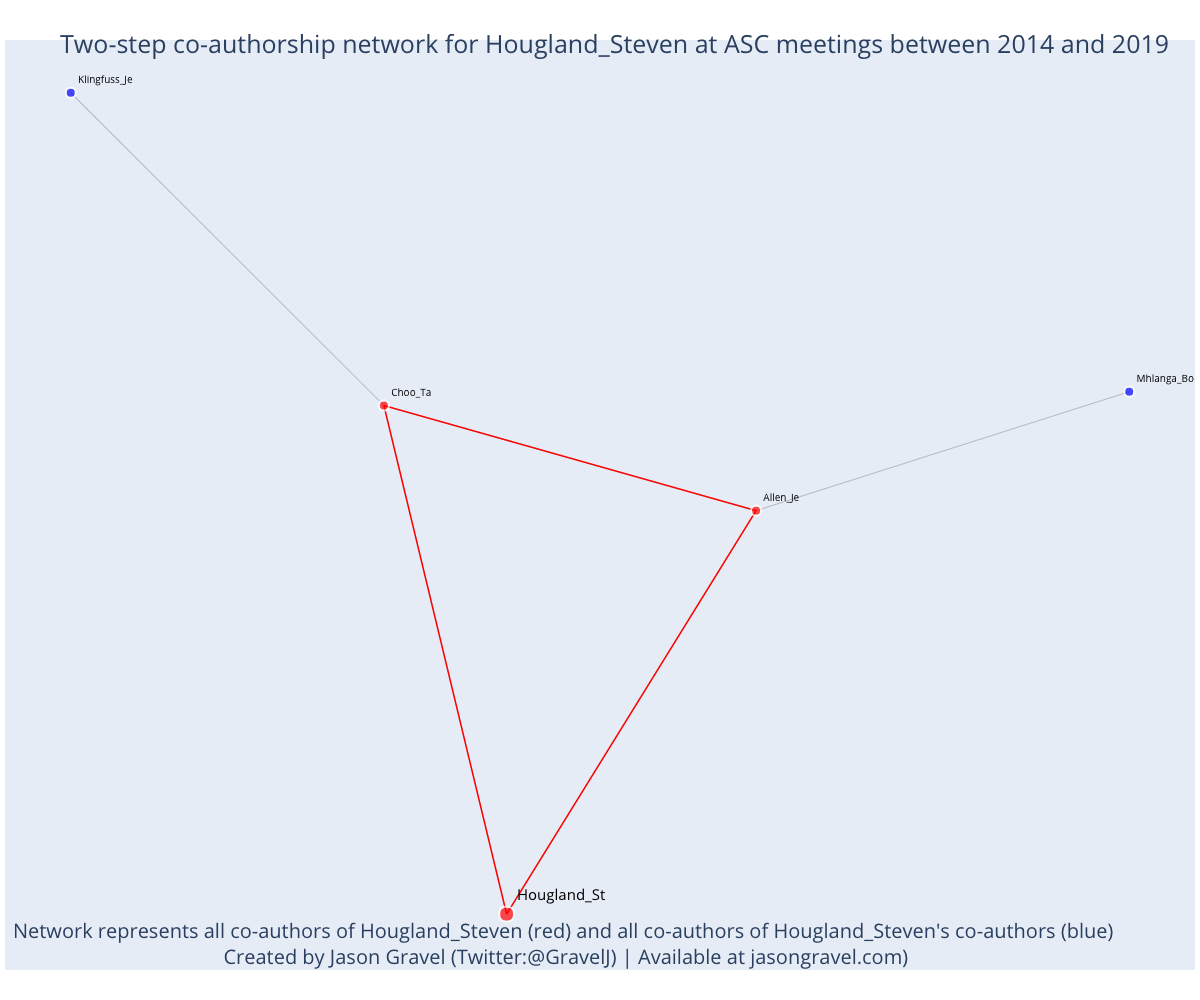 Two-step co-authorship network for Hougland_Steven at ASC meetings between 2014 and 2019
Klingfuss_Je
Mhlanga_Bo
Choo_Ta
Allen_Je
Hougland_St
Network represents all co-authors of Hougland_Steven (red) and all co-authors of Hougland_Steven's co-authors (blue)
Created by Jason Gravel (Twitter:@GravelJ) | Available at jasongravel.com)